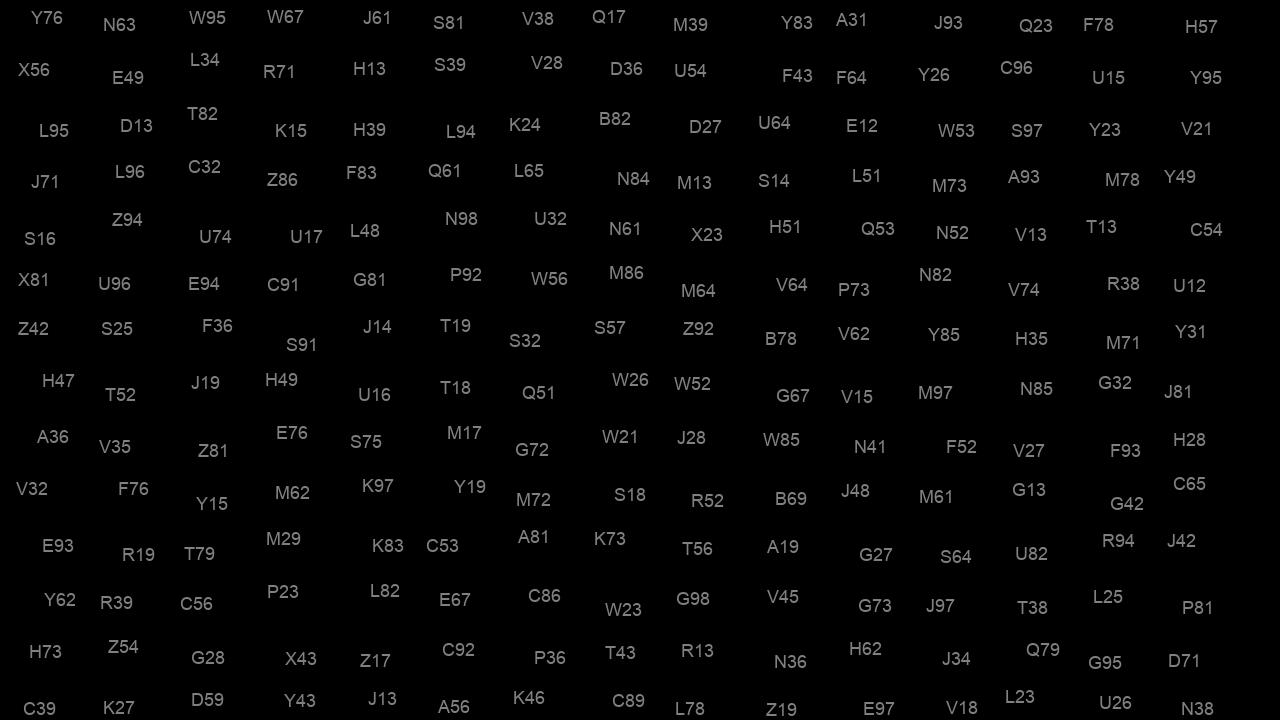 Y76 N63 W95 W67 J61 S81 V38 Q17 M39 Y83 A31 J93 Q23 F78 H57
X56 E49 L34 R71 H13 S39 V28 D36 U54 F43 F64 Y26 C96 U15 Y95
L95 D13 T82 K15 H39 L94 K24 B82 D27 U64 E12 W53 S97 Y23 V21
J71 L96 C32 Z86 F83 Q61 L65 N84 M13 S14 L51 M73 A93 M78 Y49
S16 Z94 U74 U17 L48 N98 U32 N61 X23 H51 Q53 N52 V13 T13 C54
X81 U96 E94 C91 G81 P92 W56 M86 M64 V64 P73 N82 V74 R38 U12
Z42 S25 F36 S91 J14 T19 S32 S57 Z92 B78 V62 Y85 H35 M71 Y31
H47 T52 J19 H49 U16 T18 Q51 W26 W52 G67 V15 M97 N85 G32 J81
A36 V35 Z81 E76 S75 M17 G72 W21 J28 W85 N41 F52 V27 F93 H28
V32 F76 Y15 M62 K97 Y19 M72 S18 R52 B69 J48 M61 G13 G42 C65
E93 R19 T79 M29 K83 C53 A81 K73 T56 A19 G27 S64 U82 R94 J42
Y62 R39 C56 P23 L82 E67 C86 W23 G98 V45 G73 J97 T38 L25 P81
H73 Z54 G28 X43 Z17 C92 P36 T43 R13 N36 H62 J34 Q79 G95 D71
C39 K27 D59 Y43 J13 A56 K46 C89 L78 Z19 E97 V18 L23 U26 N38